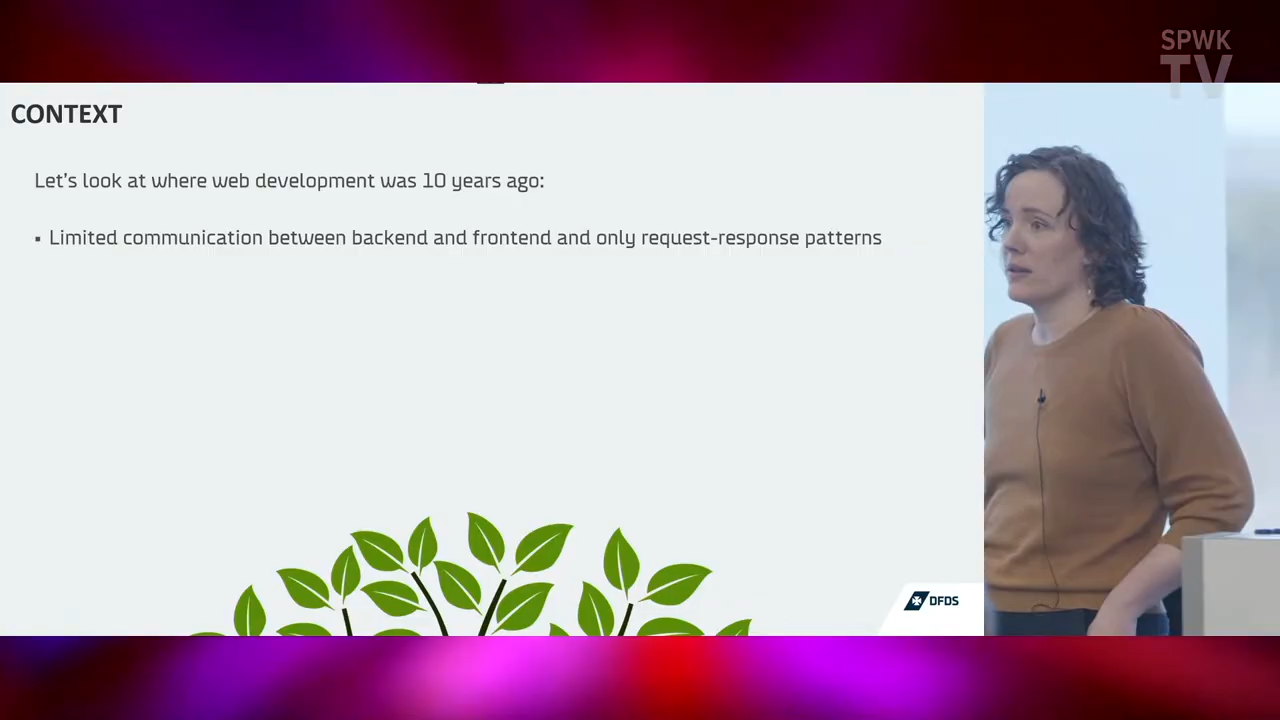 SPWK
TV
CONTEXT
Let's look at where web development was 10 years ago:
▪ Limited communication between backend and frontend and only request-response patterns
DFDS